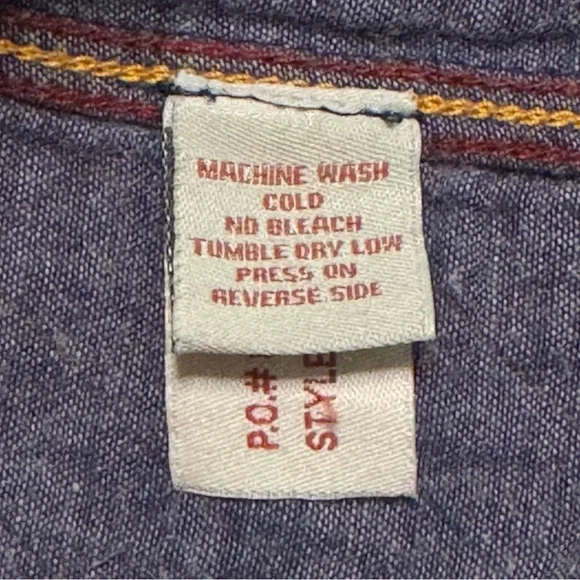 MACHINE WASH
COLD
NO BLEACH
TUMBLE DRY LOW
PRESS ON
REVERSE SIDE
P.O.#
STYLE